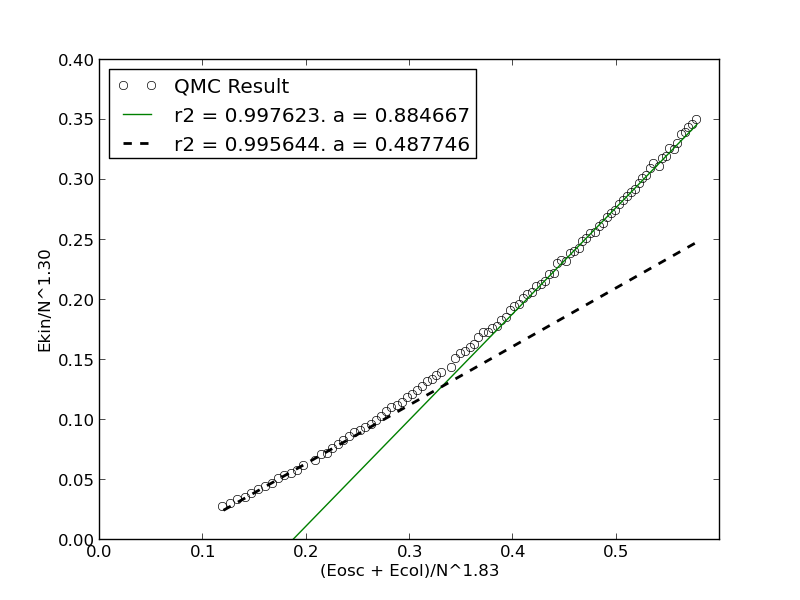 QMC Result
r2 = 0.997623. a = 0.884667
r2 = 0.995644. a = 0.487746
0.40
0.35
0.30
0.25
0.20
0.15
0.10
0.05
0.00
Ekin/N^1.30
0.0 0.1 0.2 0.3 0.4 0.5
(Eosc + Ecol)/N^1.83